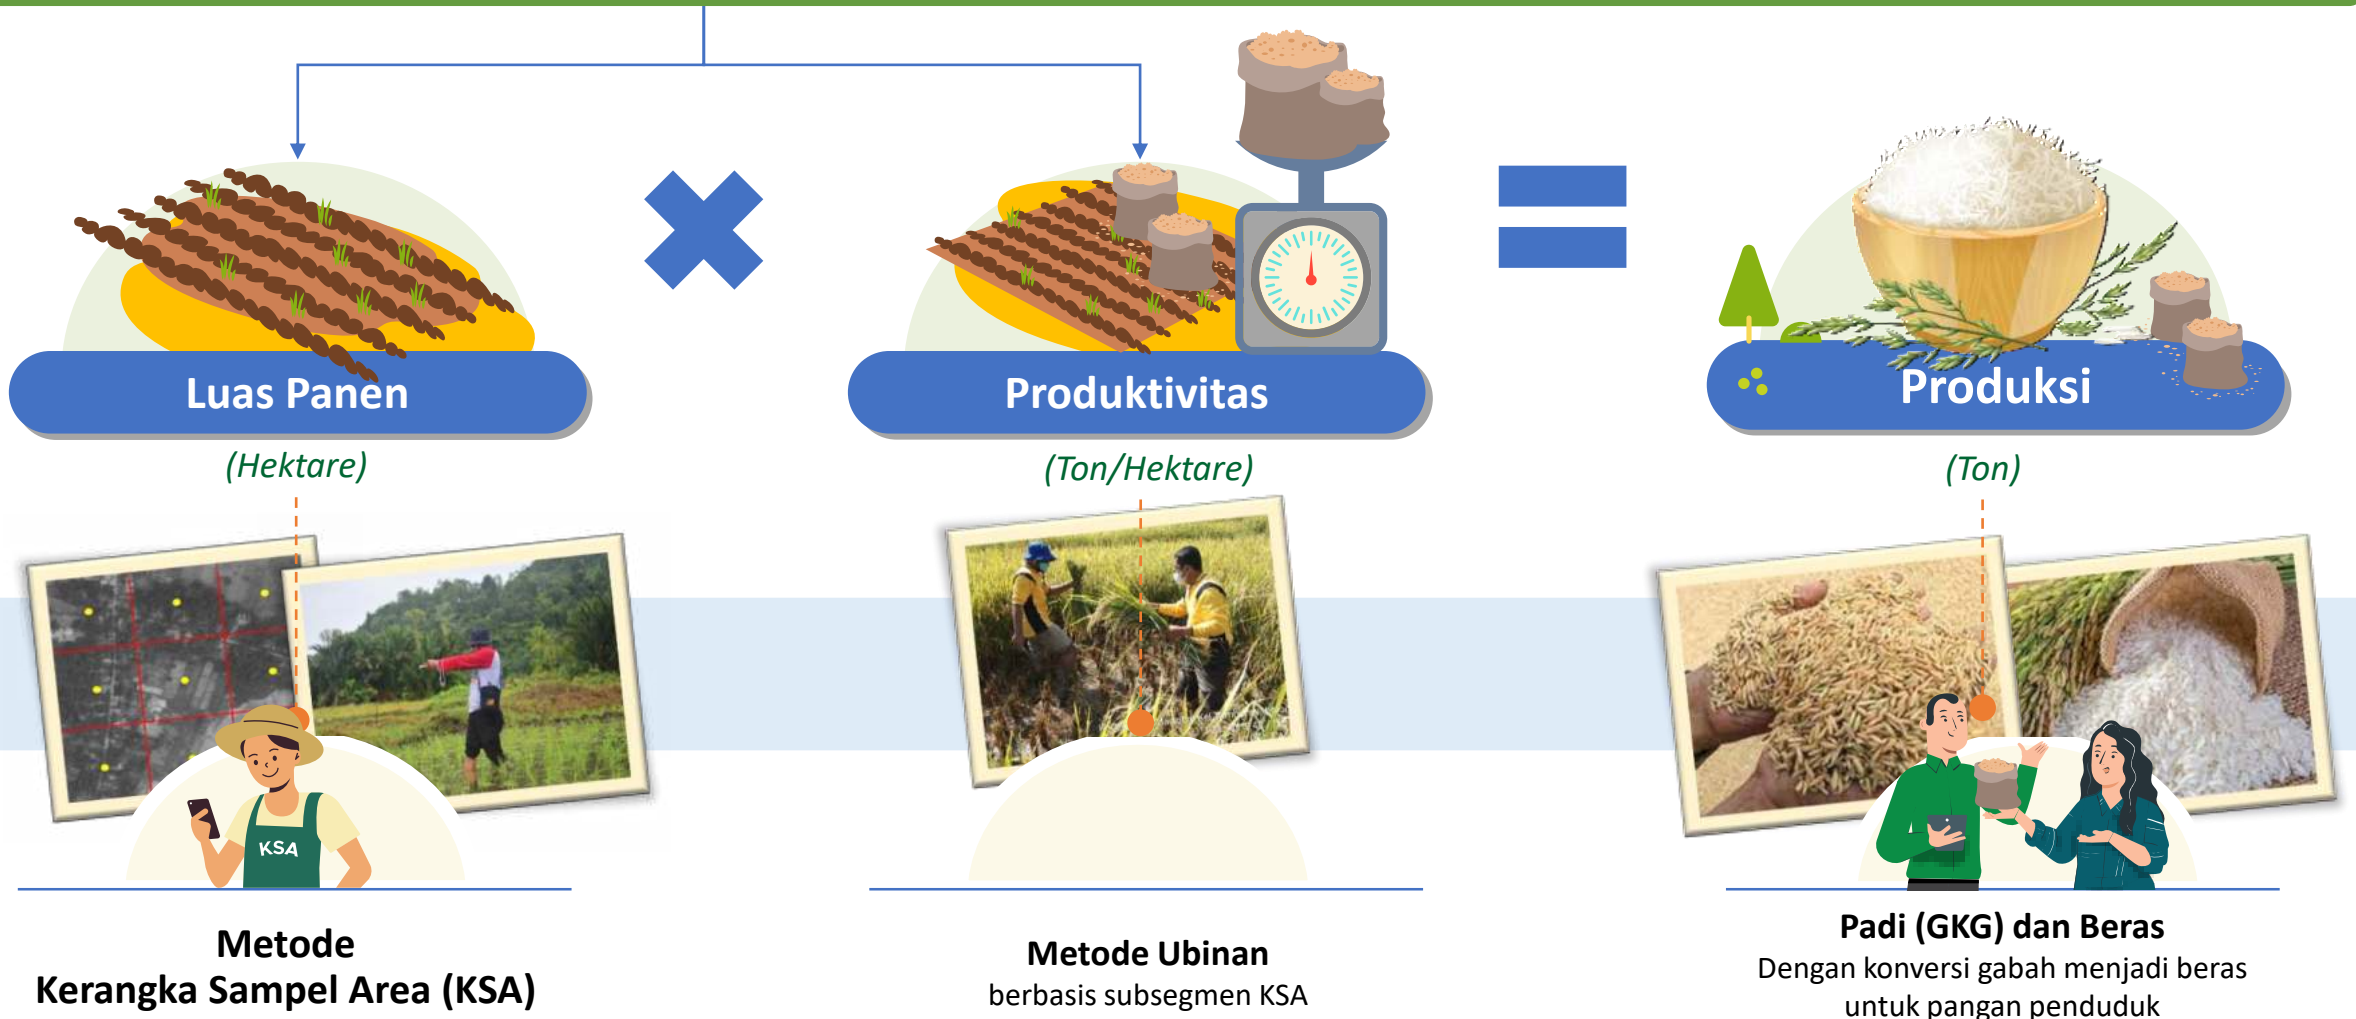 Luas Panen
Produktivitas
Produksi
(Hektare)
(Ton/Hektare)
(Ton)
KSA
Metode
Kerangka Sampel Area (KSA)
Metode Ubinan
berbasis subsegmen KSA
Padi (GKG) dan Beras
Dengan konversi gabah menjadi beras
untuk pangan penduduk